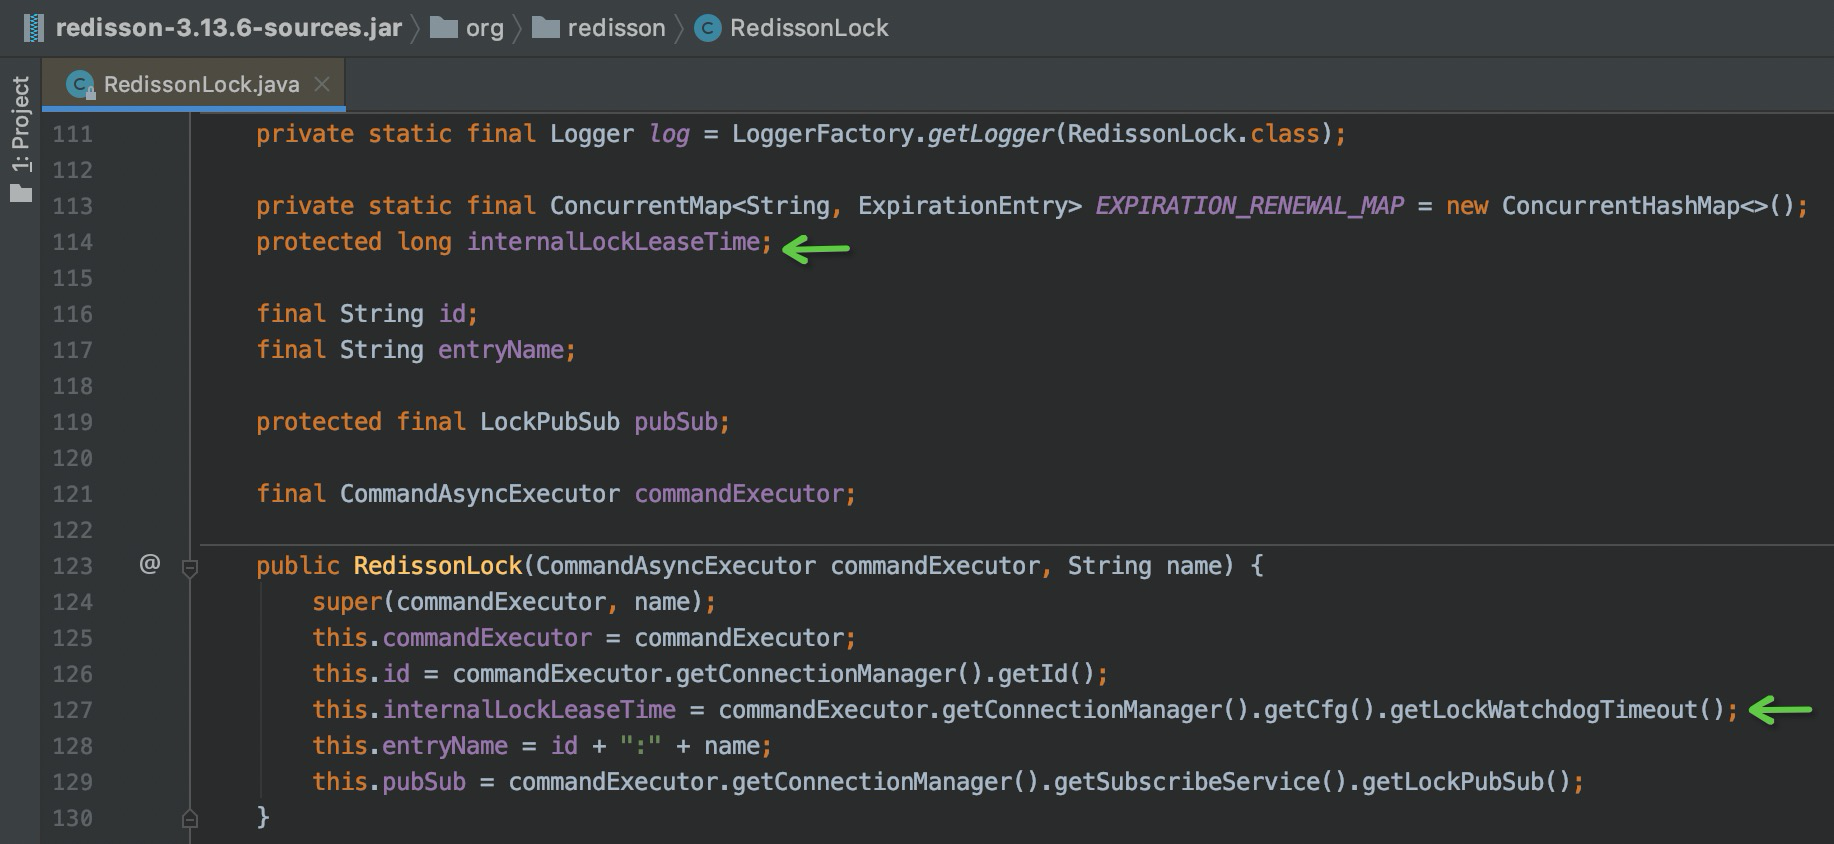 redisson-3.13.6-sources.jar org redisson C RedissonLock
1: Project
C RedissonLock.java
111 private static final Logger log = LoggerFactory.getLogger(RedissonLock.class);
112
113 private static final ConcurrentMap<String, ExpirationEntry> EXPIRATION_RENEWAL_MAP = new ConcurrentHashMap<>();
114 protected long internalLockLeaseTime;
115
116 final String id;
117 final String entryName;
118
119 protected final LockPubSub pubSub;
120
121 final CommandAsyncExecutor commandExecutor;
122
123 @ public RedissonLock(CommandAsyncExecutor commandExecutor, String name) {
124 super(commandExecutor, name);
125 this.commandExecutor = commandExecutor;
126 this.id = commandExecutor.getConnectionManager().getId();
127 this.internalLockLeaseTime = commandExecutor.getConnectionManager().getCfg().getLockWatchdogTimeout();
128 this.entryName = id + ":" + name;
129 this.pubSub = commandExecutor.getConnectionManager().getSubscribeService().getLockPubSub();
130 }